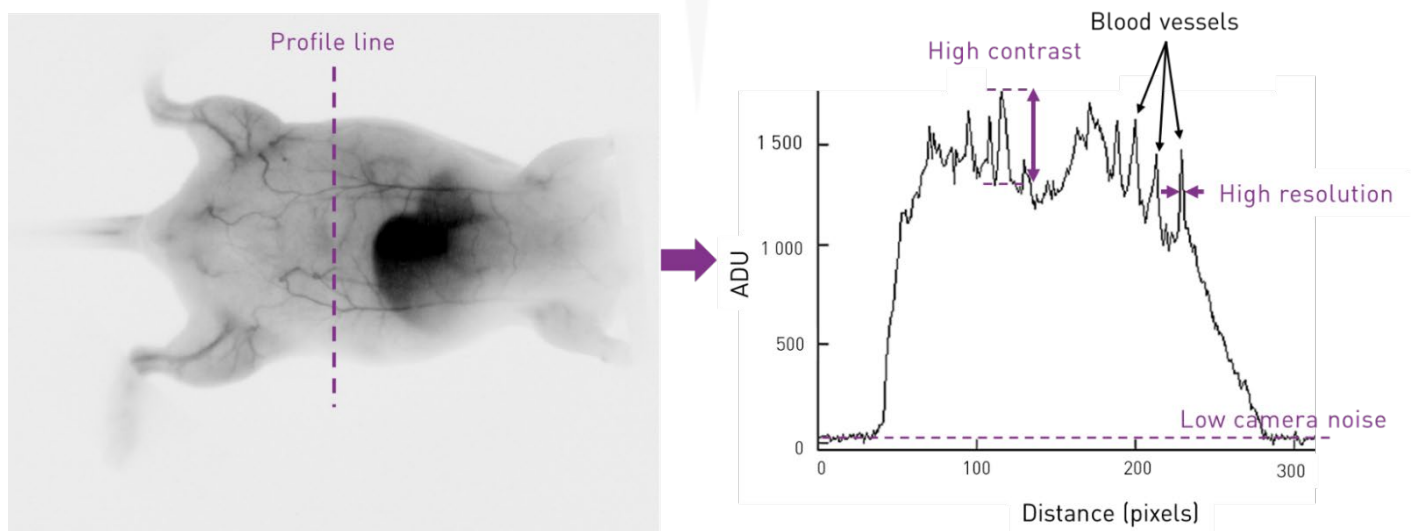 Profile line
Blood vessels
High contrast
1 500
High resolution
1 000
ADU
500
Low camera noise
0
0
100
200
300
Distance (pixels)